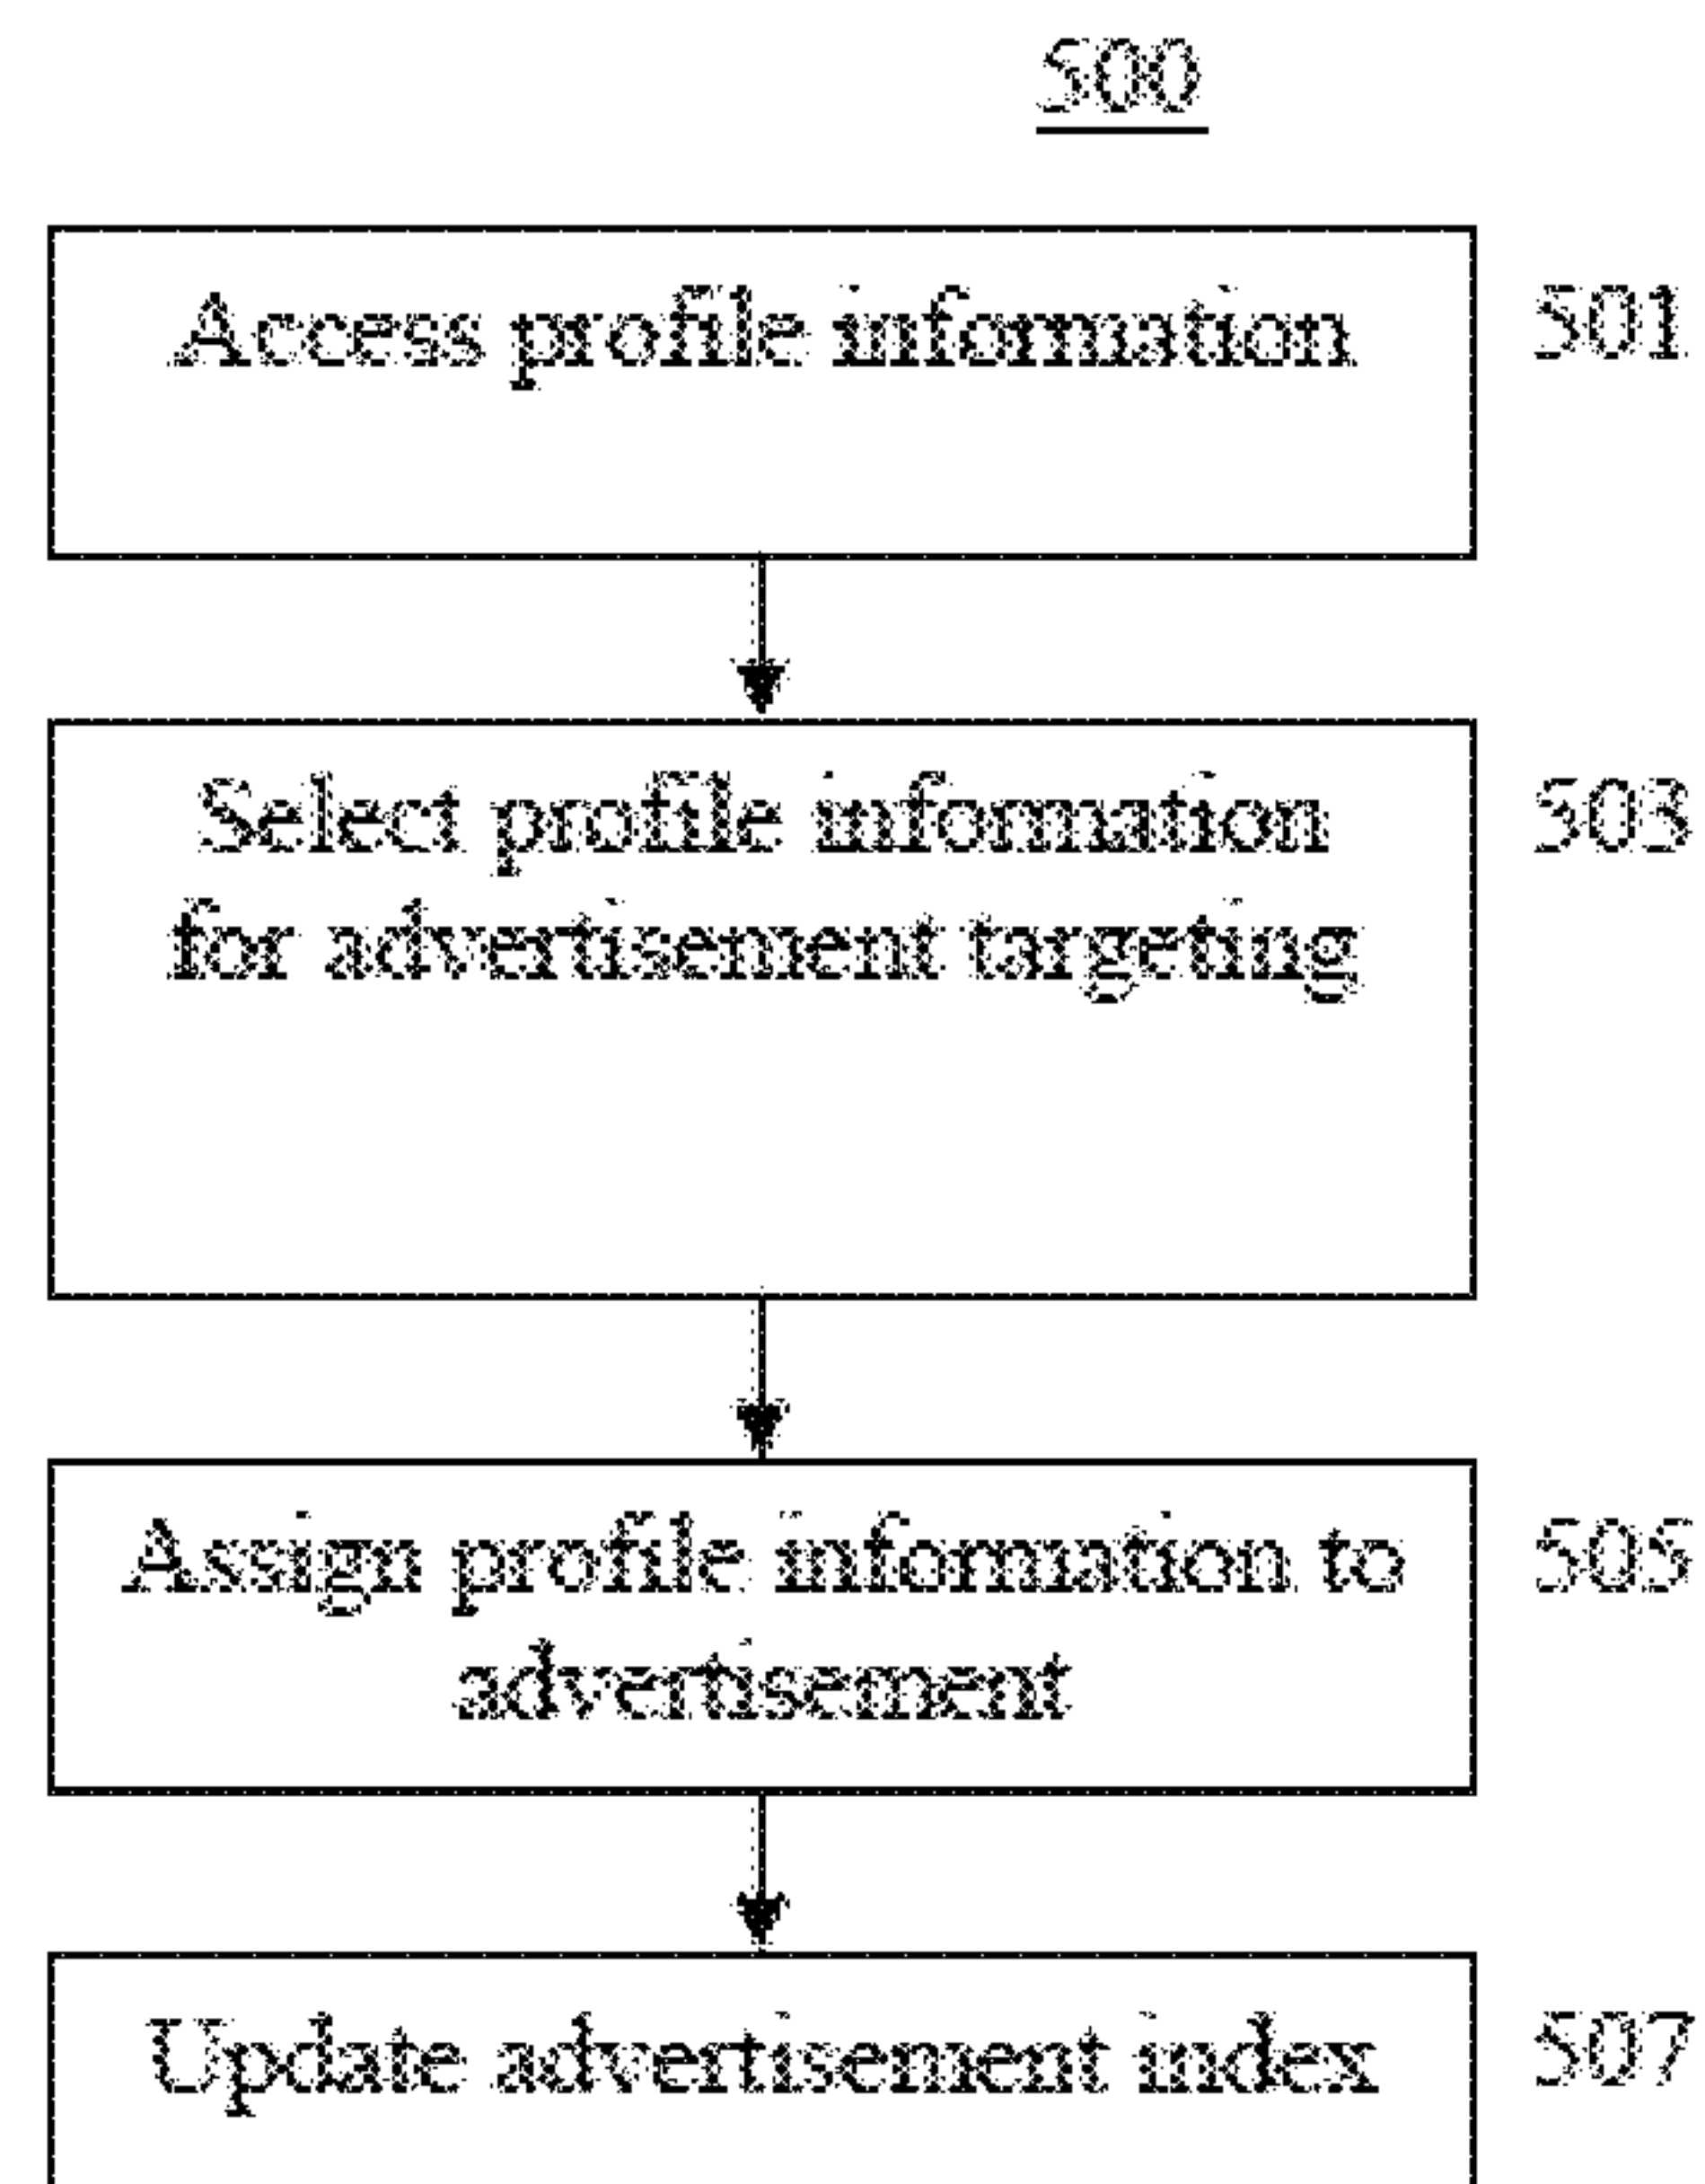 500
Access profile information
501
Select profile information
for advertisement targeting
503
Assign profile information to
advertisement
505
Update advertisement index
507